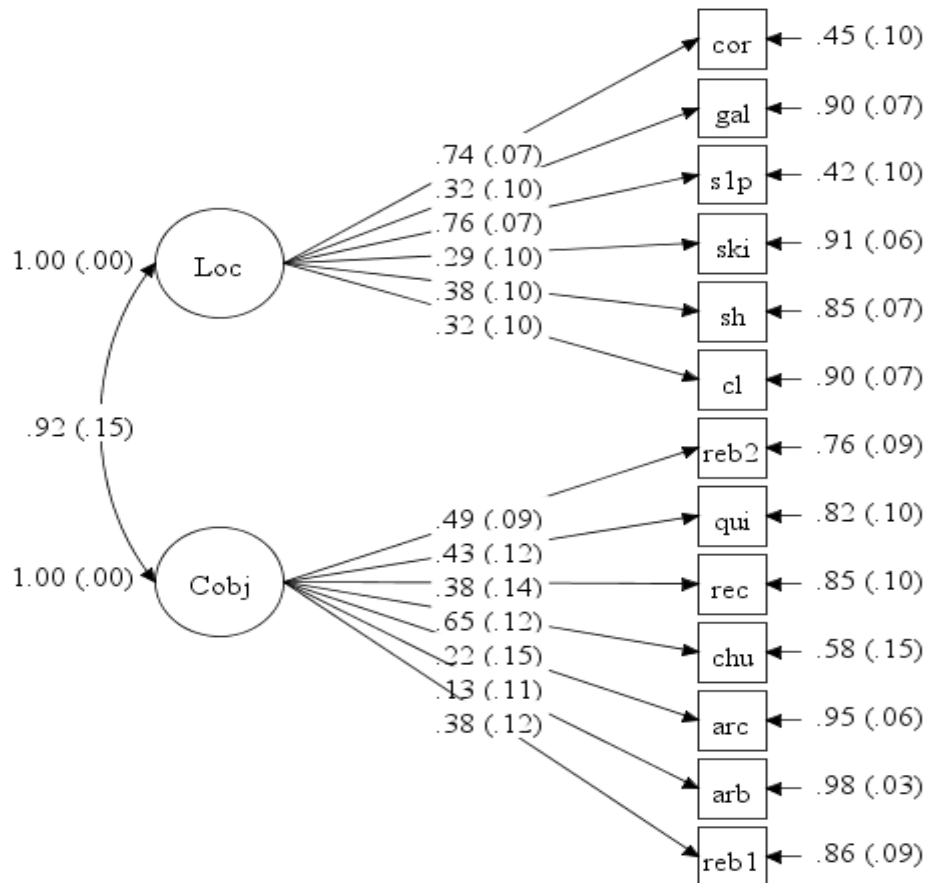 cor .45 (.10)
gal .90 (.07)
.74 (.07)
.32 (.10)
s1p .42 (.10)
.76 (.07)
ski .91 (.06)
1.00 (.00) Loc .29 (.10)
.38 (.10)
sh .85 (.07)
.32 (.10)
cl .90 (.07)
.92 (.15)
reb2 .76 (.09)
.49 (.09)
qui .82 (.10)
.43 (.12)
1.00 (.00) Cobj .38 (.14) rec .85 (.10)
.65 (.12)
chu .58 (.15)
.22 (.15)
.13 (.11)
arc .95 (.06)
.38 (.12)
arb .98 (.03)
reb1 .86 (.09)